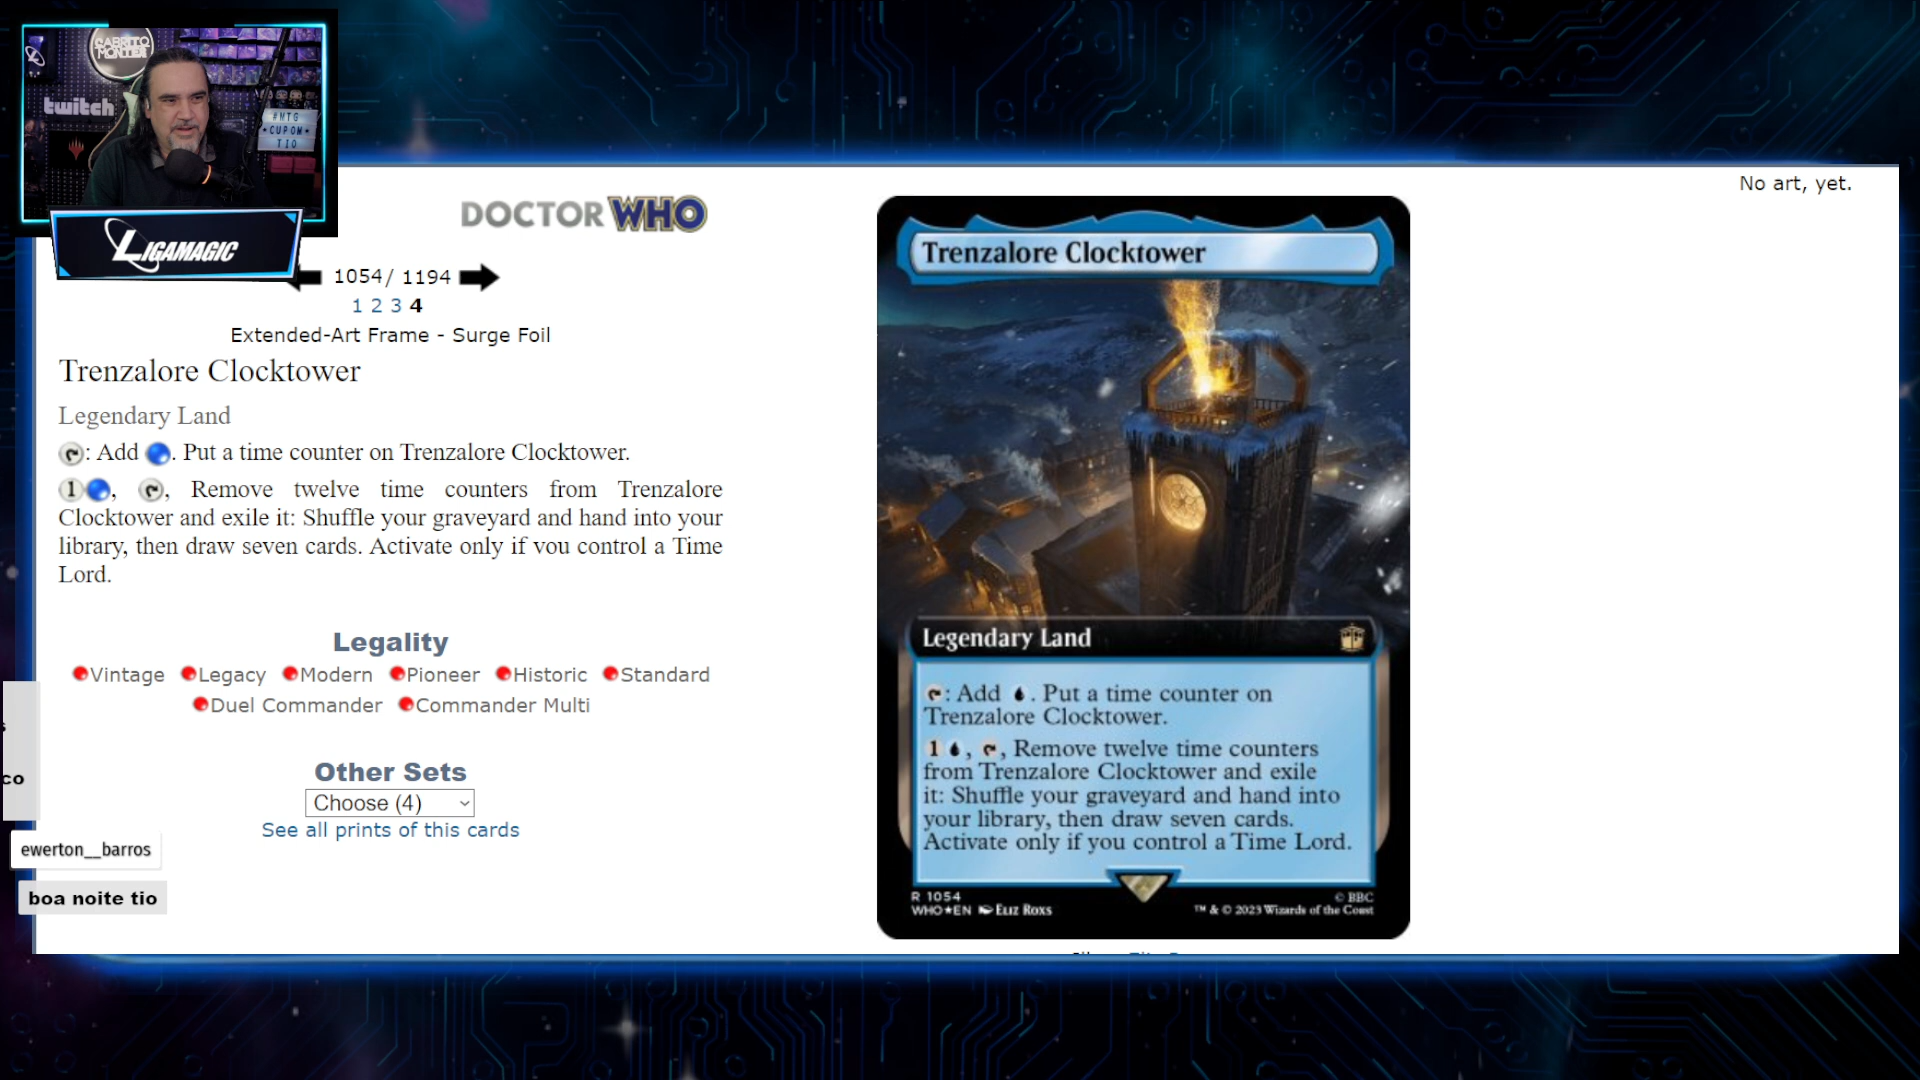 CABRITO
MONTES
twitch
#MTG
CUPOM
TIO
LIGAMAGIC
No art, yet.
DOCTOR WHO
1054/ 1194
1 2 3 4
Extended-Art Frame - Surge Foil
Trenzalore Clocktower
Legendary Land
: Add . Put a time counter on Trenzalore Clocktower.
1, , Remove twelve time counters from Trenzalore
Clocktower and exile it: Shuffle your graveyard and hand into your
library, then draw seven cards. Activate only if you control a Time
Lord.
Legality
Vintage Legacy Modern Pioneer Historic Standard
Duel Commander Commander Multi
Other Sets
Choose (4)
See all prints of this cards
co
ewerton__barros
boa noite tio
Trenzalore Clocktower
Legendary Land
: Add . Put a time counter on
Trenzalore Clocktower.
1 , , Remove twelve time counters
from Trenzalore Clocktower and exile
it: Shuffle your graveyard and hand into
your library, then draw seven cards.
Activate only if you control a Time Lord.
R 1054
WHO★EN Eliz Roxs
© BBC
™ & © 2023 Wizards of the Coast